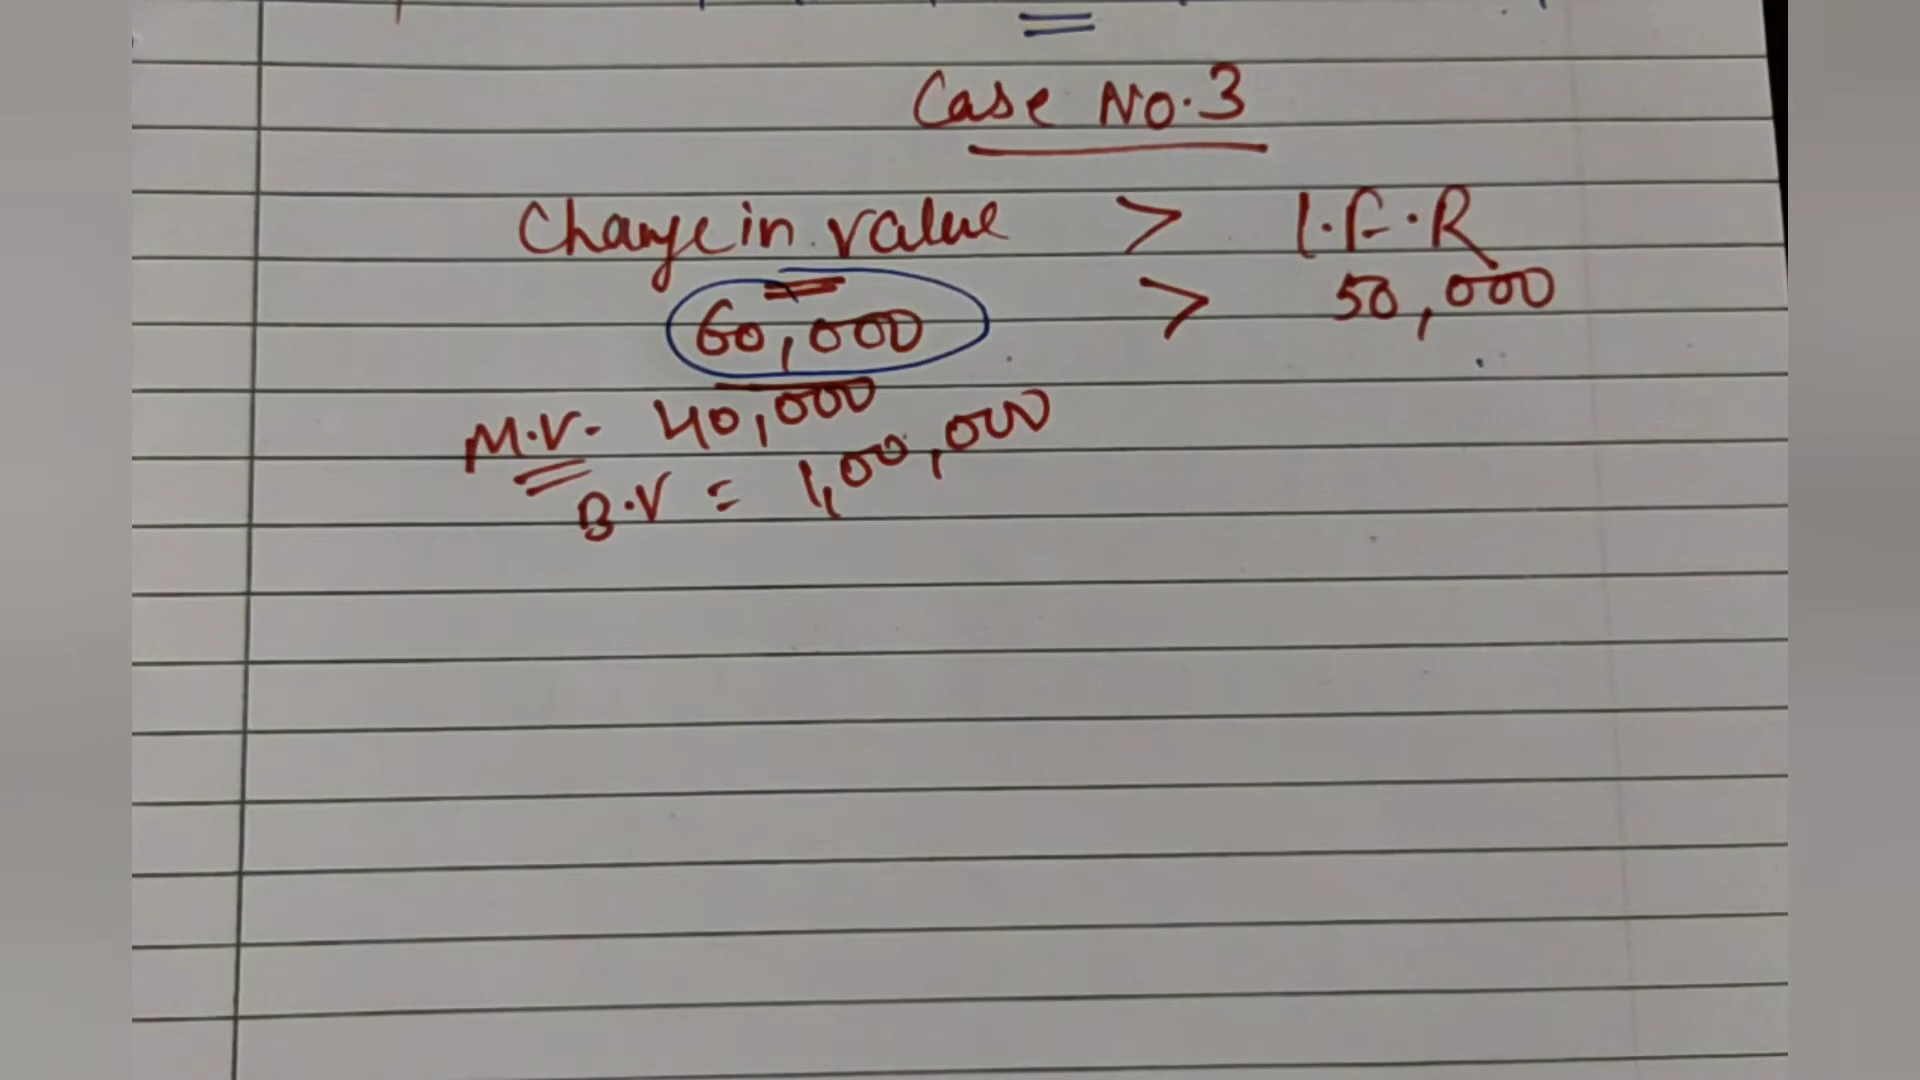 Case No.3
Change in value > I.F.R
60,000 > 50,000
M.V. 40,000
B.V = 1,00,000